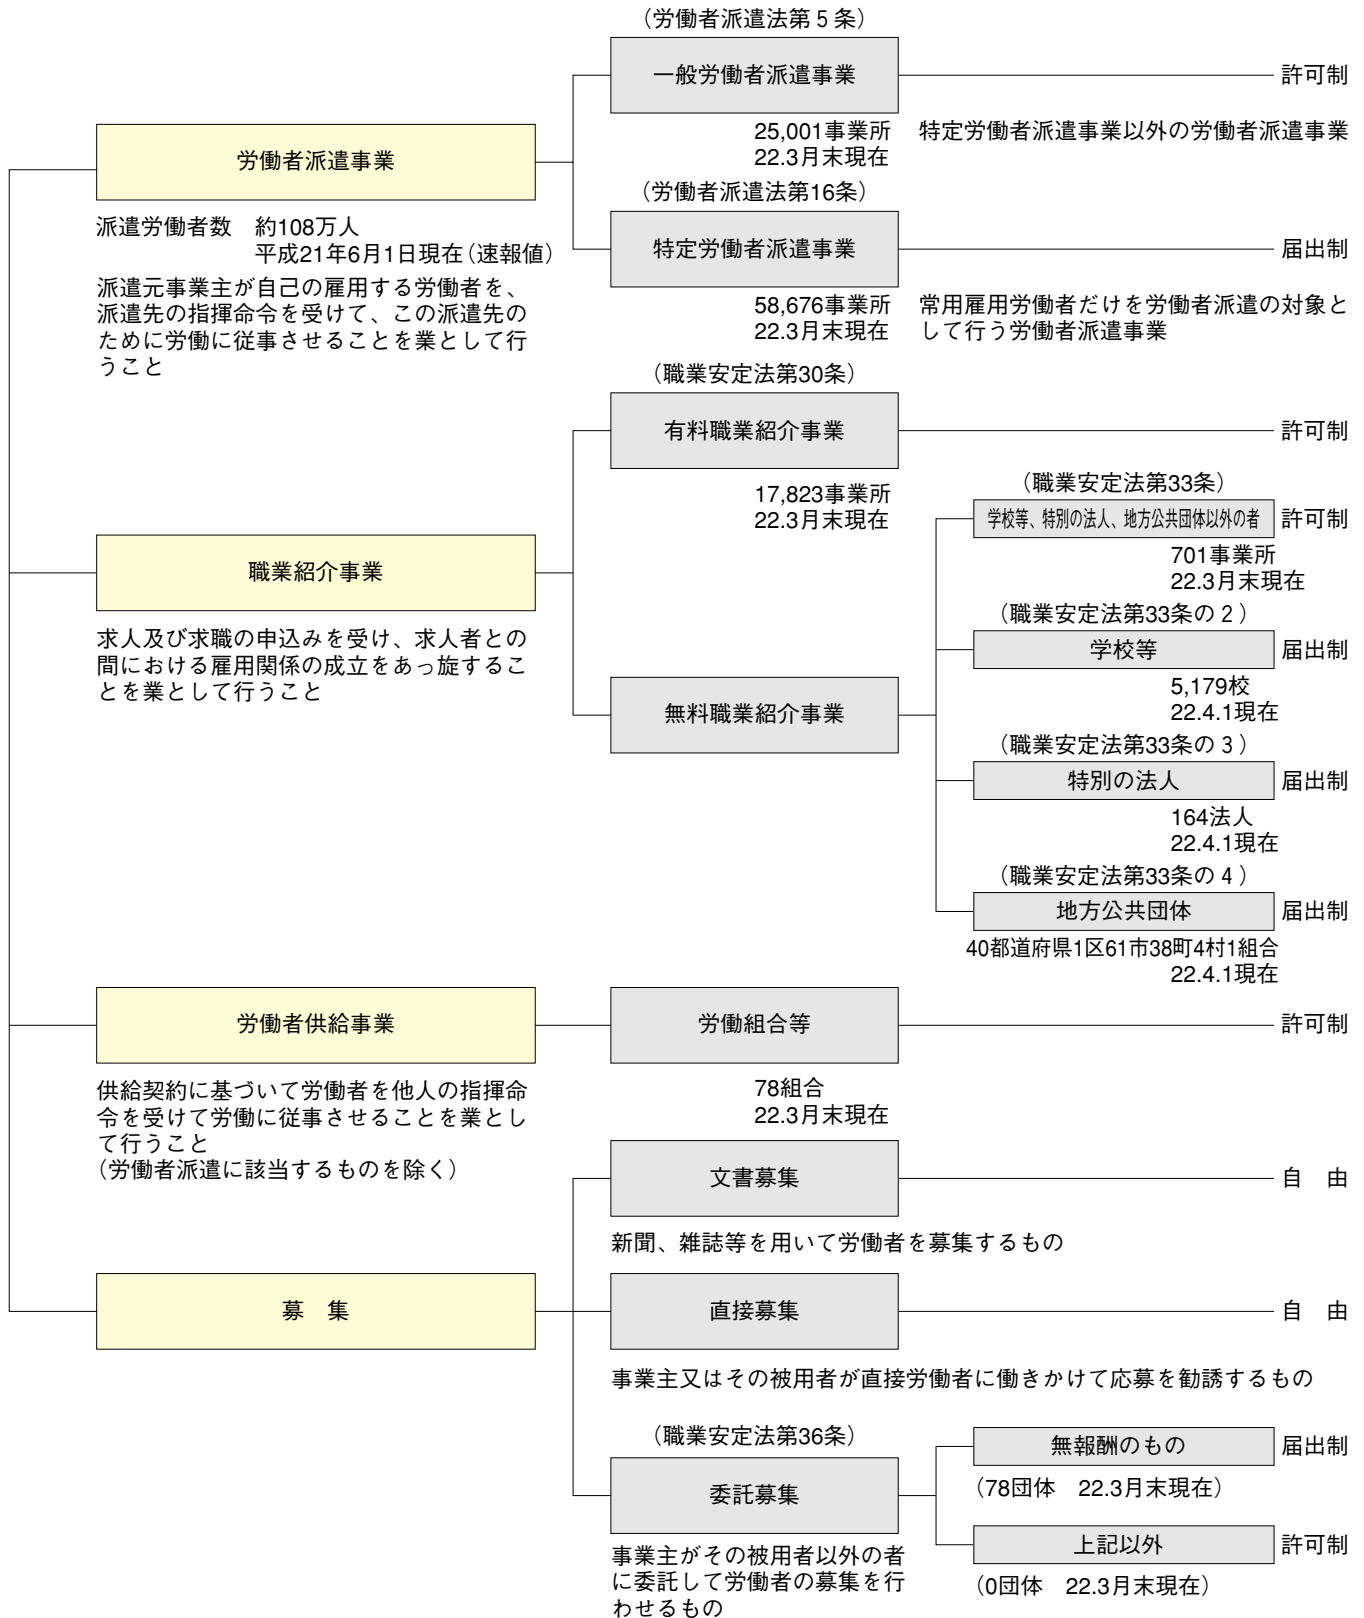 （労働者派遣法第５条）
一般労働者派遣事業
許可制
25,001事業所
22.3月末現在
特定労働者派遣事業以外の労働者派遣事業
労働者派遣事業
派遣労働者数　約108万人
平成21年6月1日現在（速報値）
派遣元事業主が自己の雇用する労働者を、
派遣先の指揮命令を受けて、この派遣先の
ために労働に従事させることを業として行
うこと
（労働者派遣法第16条）
特定労働者派遣事業
届出制
58,676事業所
22.3月末現在
常用雇用労働者だけを労働者派遣の対象と
して行う労働者派遣事業
（職業安定法第30条）
有料職業紹介事業
許可制
17,823事業所
22.3月末現在
職業紹介事業
求人及び求職の申込みを受け、求人者との
間における雇用関係の成立をあっ旋するこ
とを業として行うこと
無料職業紹介事業
（職業安定法第33条）
学校等、特別の法人、地方公共団体以外の者
許可制
701事業所
22.3月末現在
（職業安定法第33条の２）
学校等
届出制
5,179校
22.4.1現在
（職業安定法第33条の３）
特別の法人
届出制
164法人
22.4.1現在
（職業安定法第33条の４）
地方公共団体
届出制
40都道府県1区61市38町4村1組合
22.4.1現在
労働者供給事業
供給契約に基づいて労働者を他人の指揮命
令を受けて労働に従事させることを業とし
て行うこと
（労働者派遣に該当するものを除く）
労働組合等
許可制
78組合
22.3月末現在
文書募集
自　由
新聞、雑誌等を用いて労働者を募集するもの
募　集
直接募集
自　由
事業主又はその被用者が直接労働者に働きかけて応募を勧誘するもの
（職業安定法第36条）
委託募集
事業主がその被用者以外の者
に委託して労働者の募集を行
わせるもの
無報酬のもの
届出制
（78団体　22.3月末現在）
上記以外
許可制
（0団体　22.3月末現在）